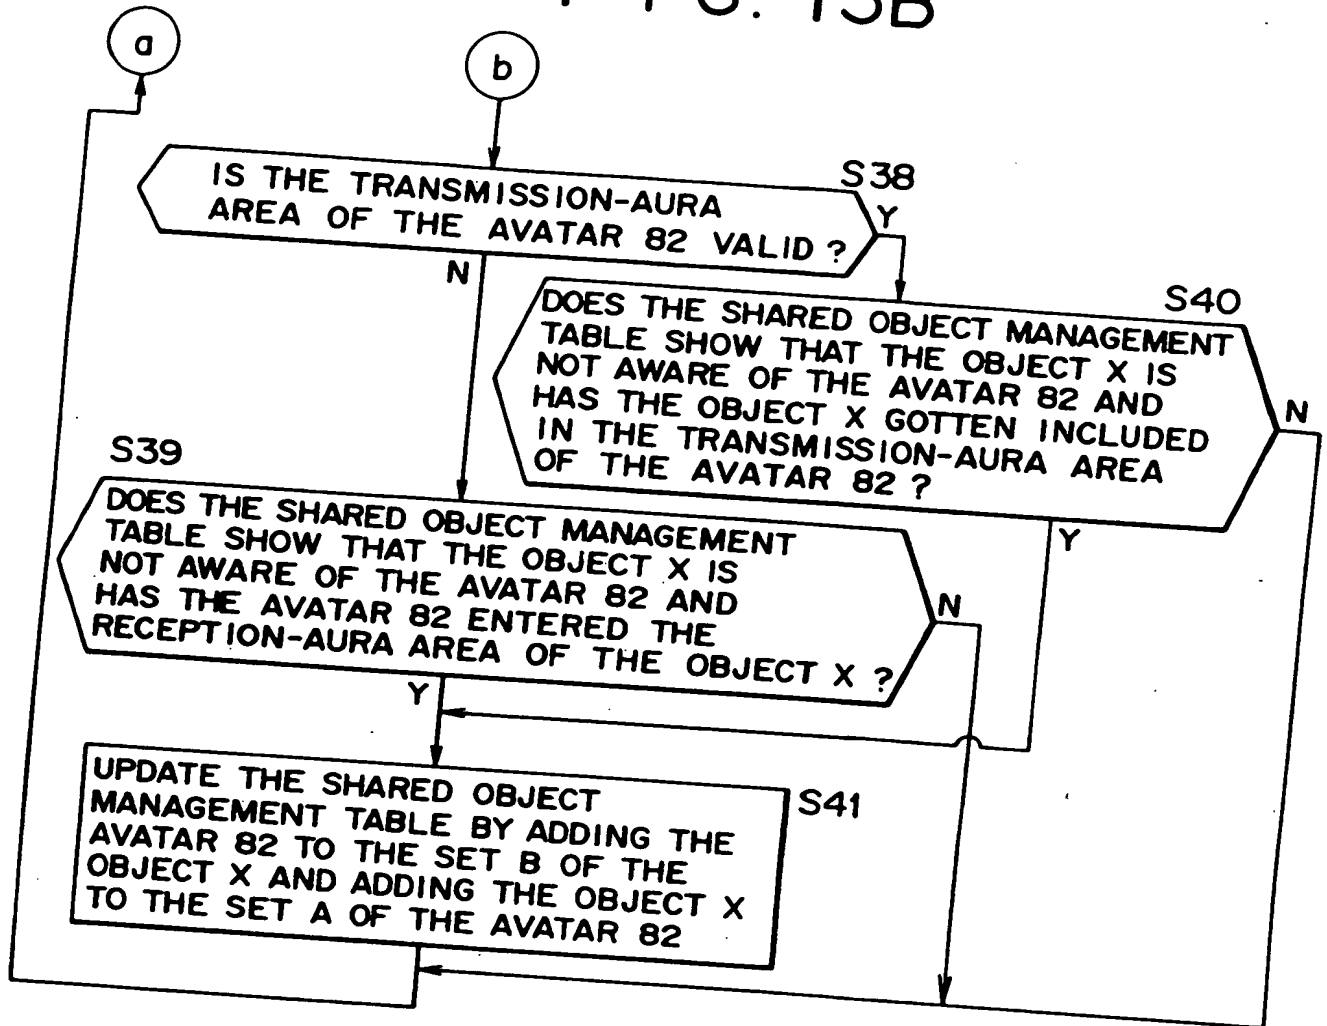 FIG. 15B
a
b
S38
IS THE TRANSMISSION-AURA
AREA OF THE AVATAR 82 VALID ?
Y
N
S40
DOES THE SHARED OBJECT MANAGEMENT
TABLE SHOW THAT THE OBJECT X IS
NOT AWARE OF THE AVATAR 82 AND
HAS THE OBJECT X GOTTEN INCLUDED
IN THE TRANSMISSION-AURA AREA
OF THE AVATAR 82 ?
N
Y
S39
DOES THE SHARED OBJECT MANAGEMENT
TABLE SHOW THAT THE OBJECT X IS
NOT AWARE OF THE AVATAR 82 AND
HAS THE AVATAR 82 ENTERED THE
RECEPTION-AURA AREA OF THE OBJECT X ?
N
Y
S41
UPDATE THE SHARED OBJECT
MANAGEMENT TABLE BY ADDING THE
AVATAR 82 TO THE SET B OF THE
OBJECT X AND ADDING THE OBJECT X
TO THE SET A OF THE AVATAR 82